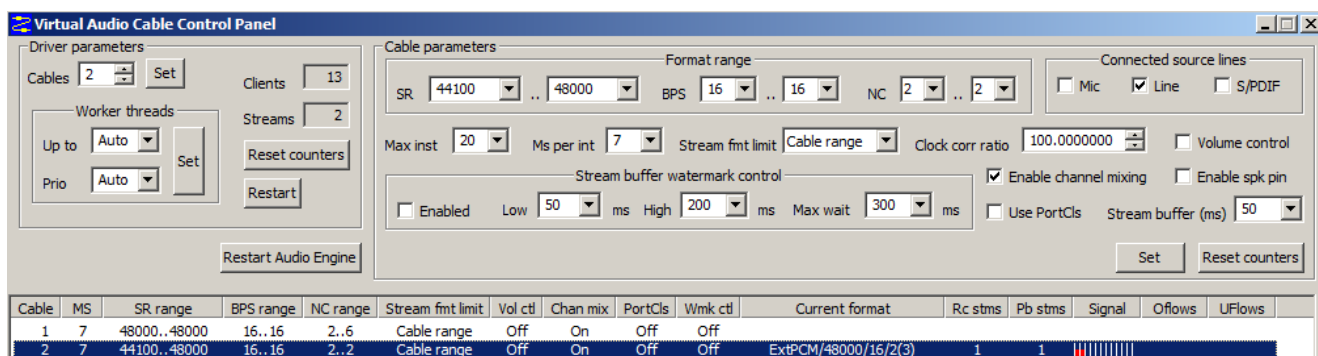 Virtual Audio Cable Control Panel
Driver parameters
Cables 2 Set
Clients 13
Worker threads
Streams 2
Up to Auto
Set
Prio Auto
Reset counters
Restart
Restart Audio Engine
Cable parameters
Format range
SR 44100 .. 48000 BPS 16 .. 16 NC 2 .. 2
Connected source lines
Mic Line S/PDIF
Max inst 20 Ms per int 7 Stream fmt limit Cable range Clock corr ratio 100.0000000 Volume control
Stream buffer watermark control
Enabled Low 50 ms High 200 ms Max wait 300 ms
Enable channel mixing Enable spk pin
Use PortCls Stream buffer (ms) 50
Set Reset counters
Cable MS SR range BPS range NC range Stream fmt limit Vol ctl Chan mix PortCls Wmk ctl Current format Rc stms Pb stms Signal Oflows UFlows
1 7 48000..48000 16..16 2..6 Cable range Off On Off Off
2 7 44100..48000 16..16 2..2 Cable range Off On Off Off ExtPCM/48000/16/2(3) 1 1